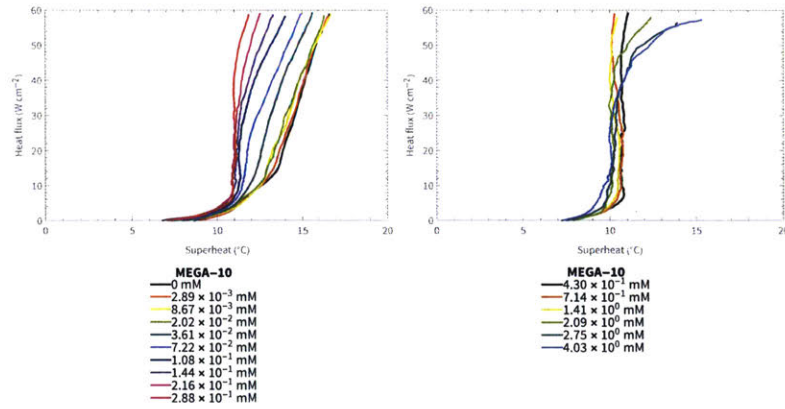 60
50
40
30
20
10
0
Heat flux (W cm⁻²)
0 5 10 15 20
Superheat (°C)
MEGA–10
0 mM
2.89 × 10⁻³ mM
8.67 × 10⁻³ mM
2.02 × 10⁻² mM
3.61 × 10⁻² mM
7.22 × 10⁻² mM
1.08 × 10⁻¹ mM
1.44 × 10⁻¹ mM
2.16 × 10⁻¹ mM
2.88 × 10⁻¹ mM
60
50
40
30
20
10
0
Heat flux (W cm⁻²)
0 5 10 15 20
Superheat (°C)
MEGA–10
4.30 × 10⁻¹ mM
7.14 × 10⁻¹ mM
1.41 × 10⁰ mM
2.09 × 10⁰ mM
2.75 × 10⁰ mM
4.03 × 10⁰ mM